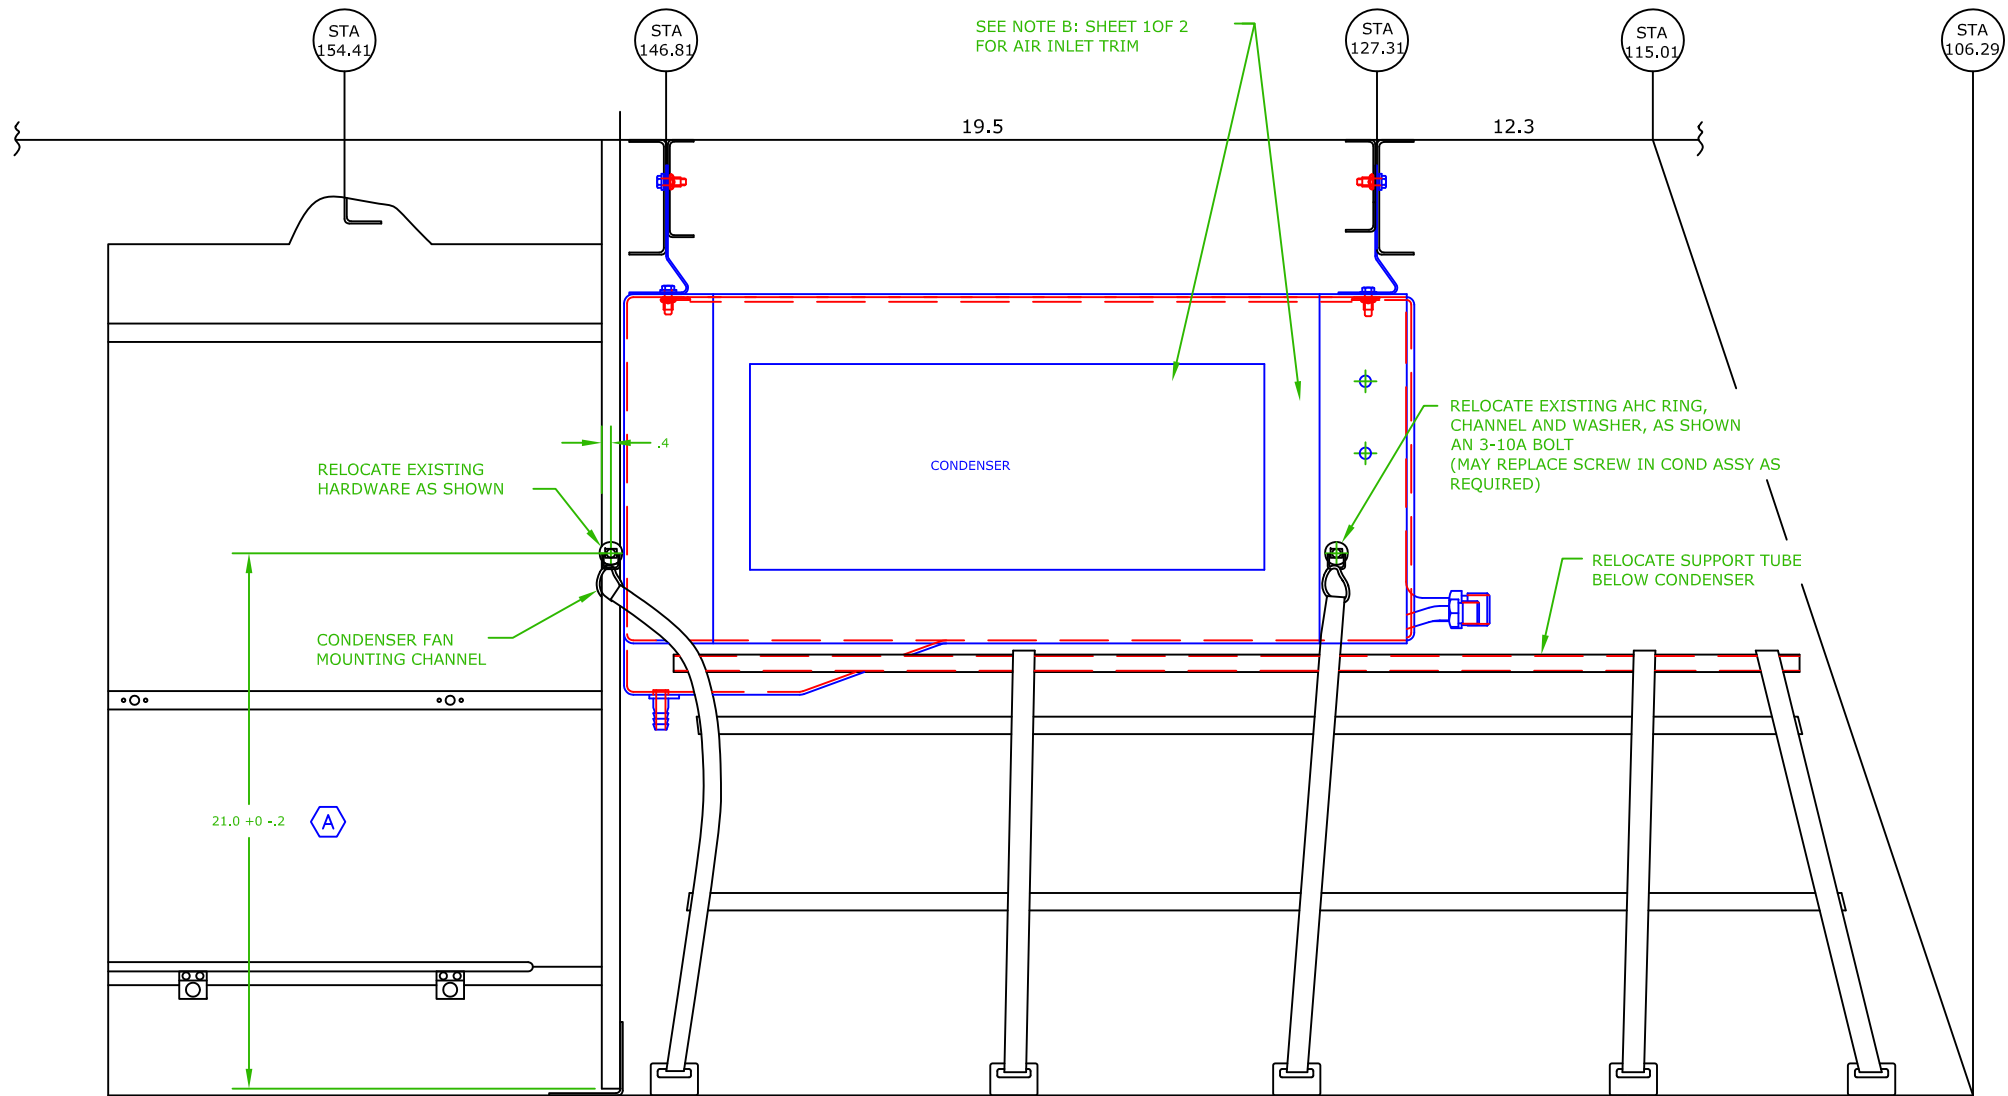 STA
154.41
STA
146.81
SEE NOTE B: SHEET 1OF 2
FOR AIR INLET TRIM
STA
127.31
STA
115.01
STA
106.29
19.5
12.3
.4
RELOCATE EXISTING
HARDWARE AS SHOWN
CONDENSER
RELOCATE EXISTING AHC RING,
CHANNEL AND WASHER, AS SHOWN
AN 3-10A BOLT
(MAY REPLACE SCREW IN COND ASSY AS
REQUIRED)
RELOCATE SUPPORT TUBE
BELOW CONDENSER
CONDENSER FAN
MOUNTING CHANNEL
21.0 +0 -.2
A